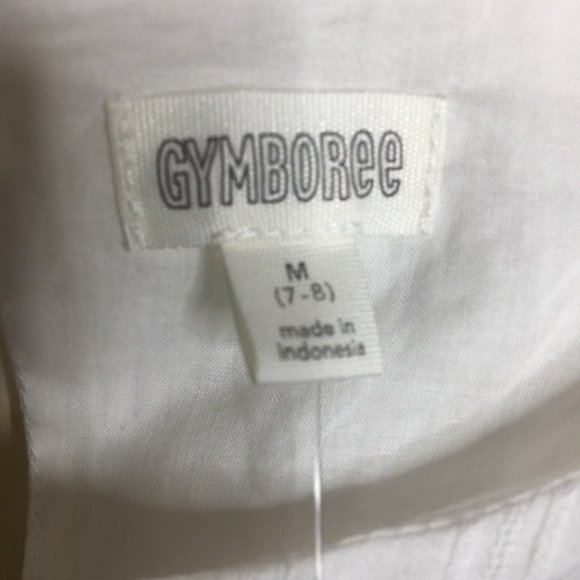 GYMBOREE
M
(7-8)
made in
Indonesia